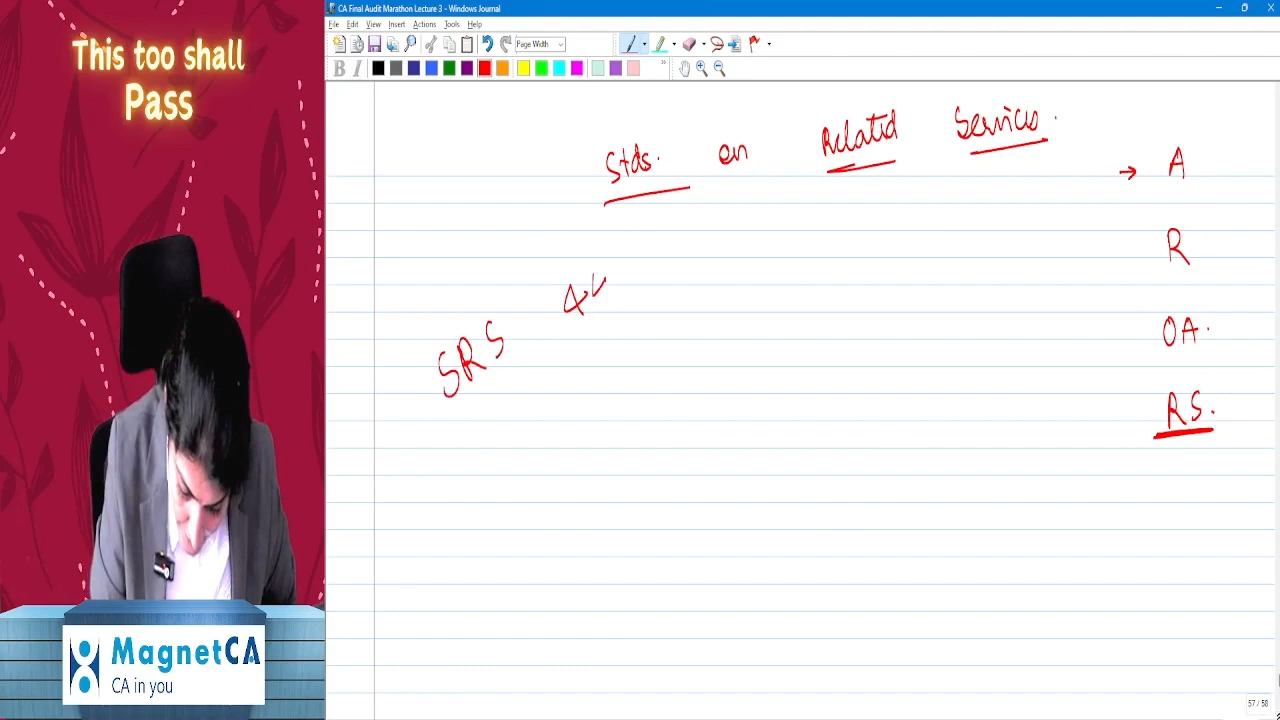 This too shall
Pass
CA Final Audit Marathon Lecture 3 - Windows Journal
File Edit View Insert Actions Tools Help
Page Width
B I
Stds. on Related Services.
→ A
R
OA.
RS.
SRS
MagnetCA
CA in you
57 / 58